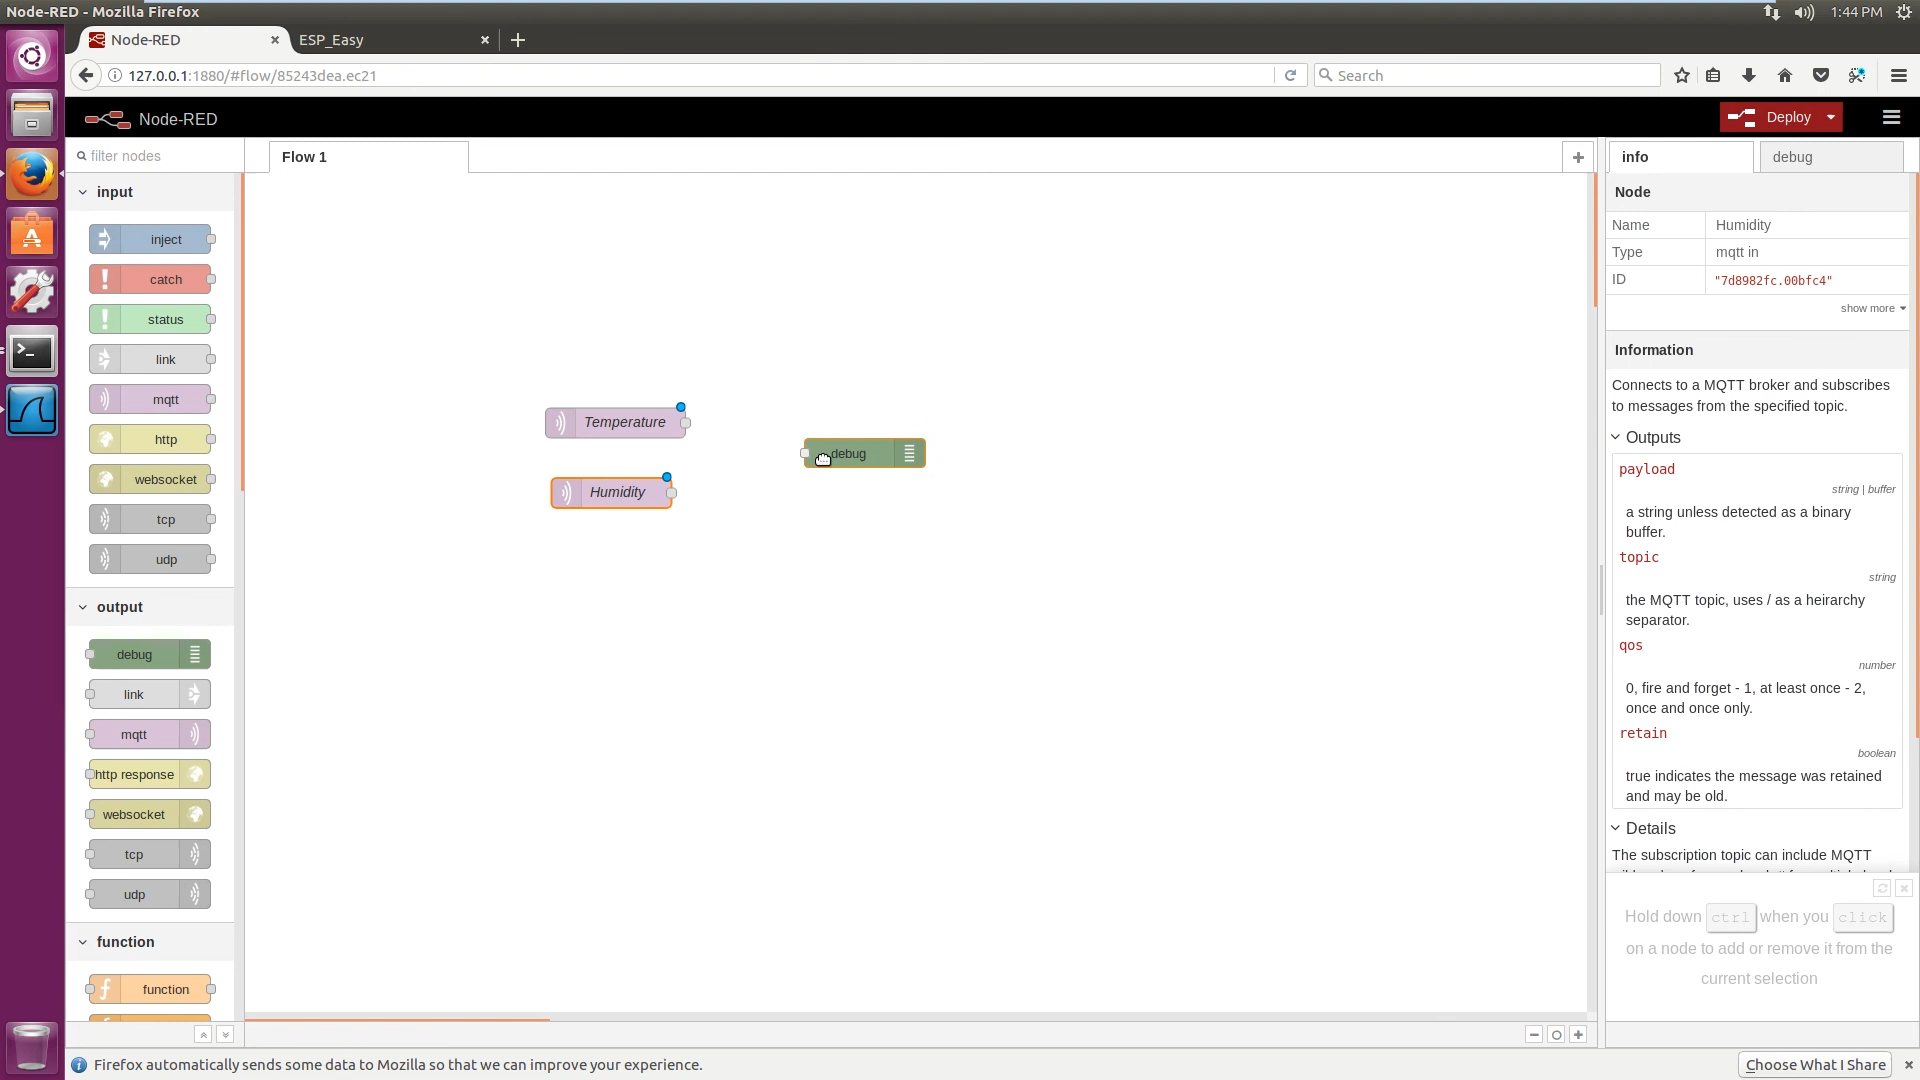 Node-RED - Mozilla Firefox
1:44 PM
Node-RED
ESP_Easy
127.0.0.1:1880/#flow/85243dea.ec21
Search
Node-RED
Deploy
filter nodes
Flow 1
info
debug
input
inject
catch
status
link
mqtt
http
websocket
tcp
udp
output
debug
link
mqtt
http response
websocket
tcp
udp
function
function
Temperature
Humidity
debug
Node
Name Humidity
Type mqtt in
ID "7d8982fc.00bfc4"
show more
Information
Connects to a MQTT broker and subscribes
to messages from the specified topic.
Outputs
payload
string | buffer
a string unless detected as a binary
buffer.
topic
string
the MQTT topic, uses / as a heirarchy
separator.
qos
number
0, fire and forget - 1, at least once - 2,
once and once only.
retain
boolean
true indicates the message was retained
and may be old.
Details
The subscription topic can include MQTT
Hold down ctrl when you click
on a node to add or remove it from the
current selection
Firefox automatically sends some data to Mozilla so that we can improve your experience.
Choose What I Share